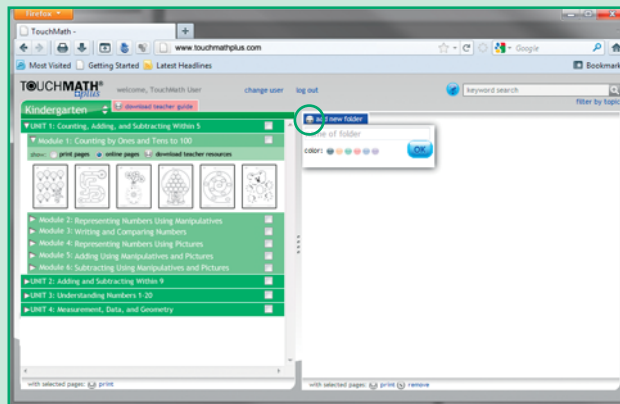 Firefox
TouchMath -
www.touchmathplus.com
Google
Most Visited Getting Started Latest Headlines
Bookmark
TOUCHMATH®
plus
welcome, TouchMath User
change user log out
keyword search
filter by topic
Kindergarten
download teacher guide
add new folder
UNIT 1: Counting, Adding, and Subtracting Within 5
of folder
Module 1: Counting by Ones and Tens to 100
color:
OK
show: print pages online pages download teacher resources
Module 2: Representing Numbers Using Manipulatives
Module 3: Writing and Comparing Numbers
Module 4: Representing Numbers Using Pictures
Module 5: Adding Using Manipulatives and Pictures
Module 6: Subtracting Using Manipulatives and Pictures
UNIT 2: Adding and Subtracting Within 9
UNIT 3: Understanding Numbers 1-20
UNIT 4: Measurement, Data, and Geometry
with selected pages: print
with selected pages: print remove